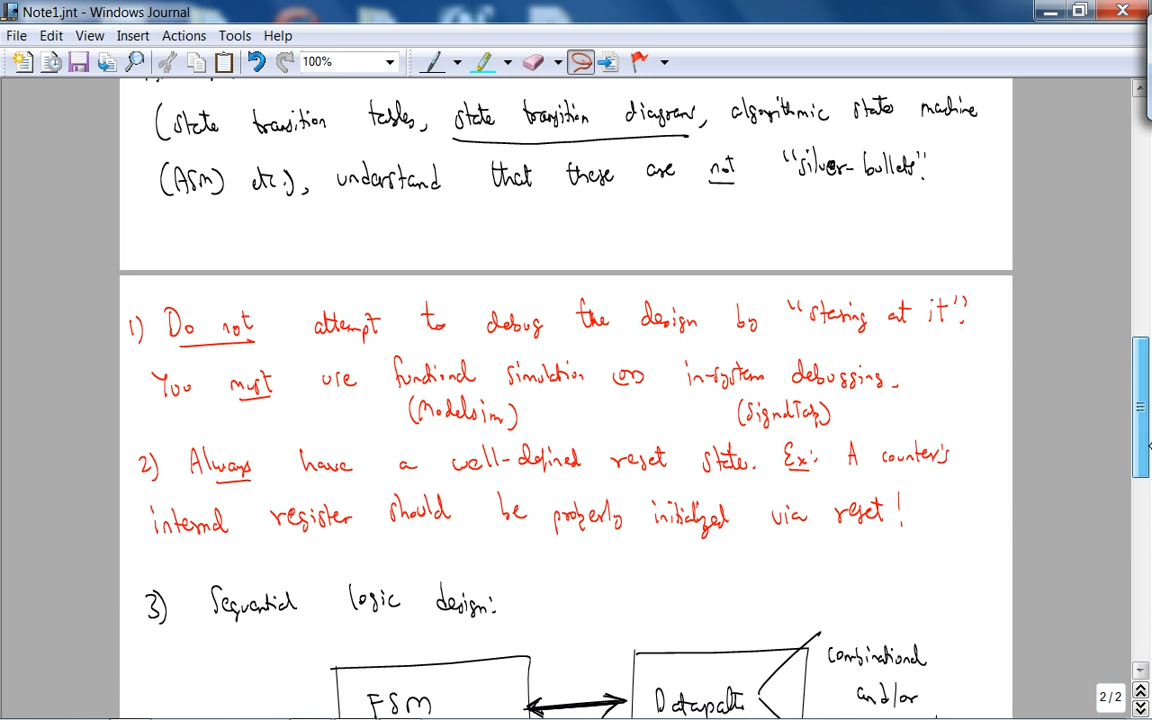 Note1.jnt - Windows Journal
File Edit View Insert Actions Tools Help
100%
(state transition tables, state transition diagrams, algorithmic state machine
(ASM) etc.), understand that these are not "silver-bullets".
1) Do not attempt to debug the design by "staring at it".
You must use functional simulation or in-system debugging.
(Modelsim) (SignalTap)
2) Always have a well-defined reset state. Ex: A counter's
internal register should be properly initialized via reset!
3) Sequential logic design:
FSM Datapath combinational
and/or
2/2